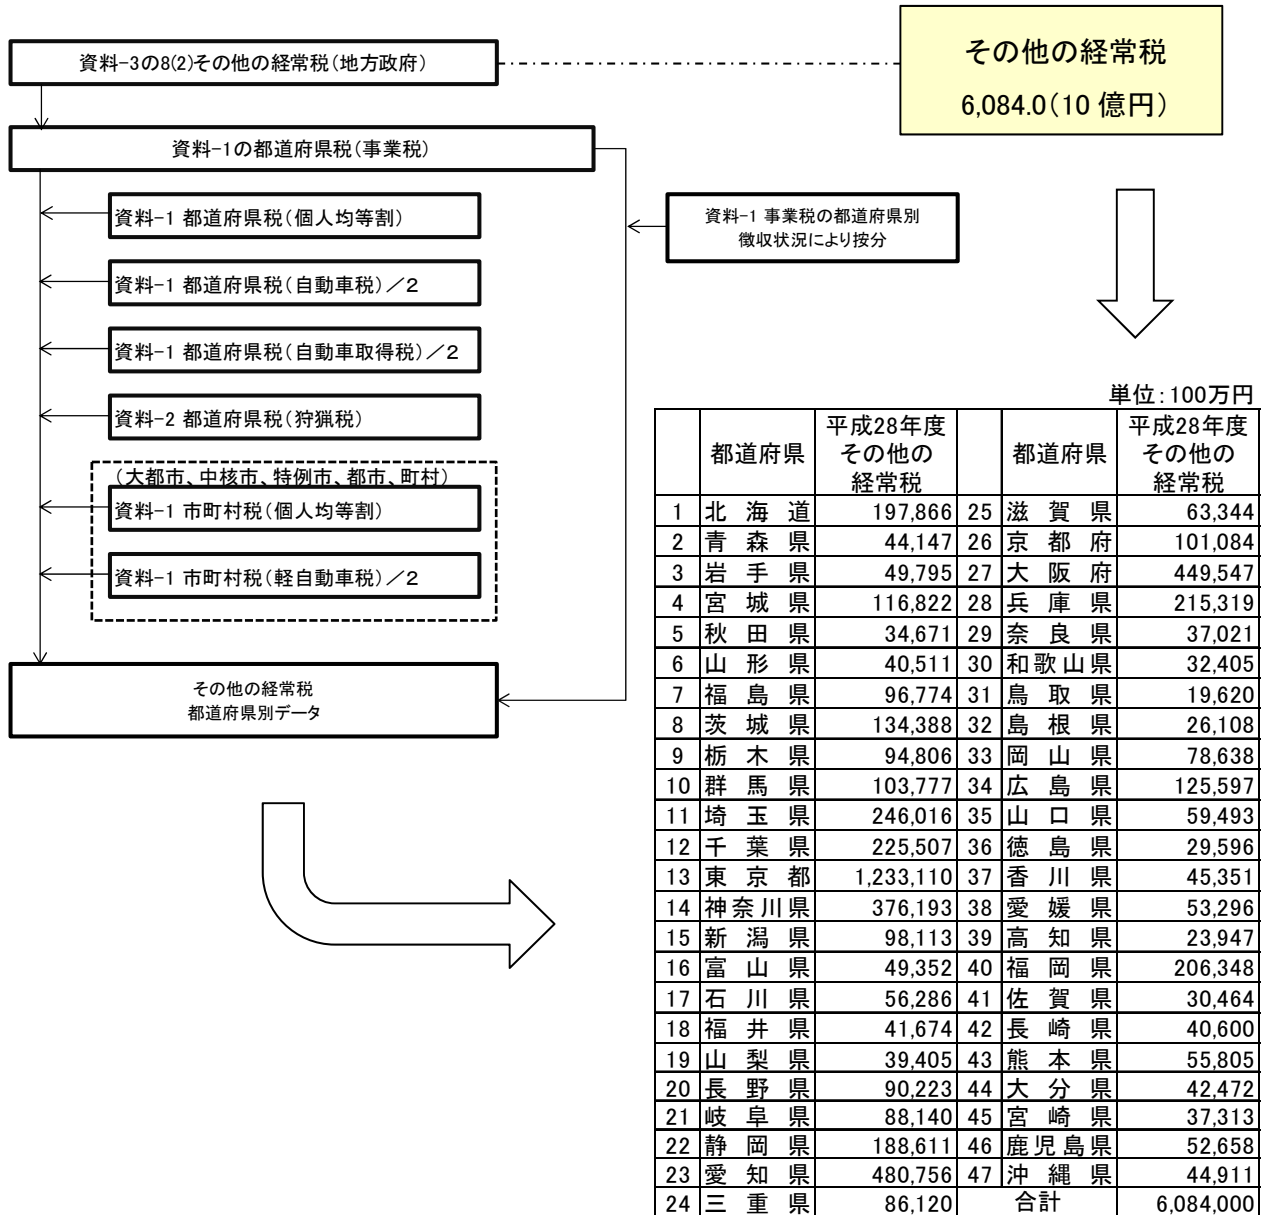 資料-3の8(2)その他の経常税(地方政府)
その他の経常税
6,084.0(10 億円)
資料-1の都道府県税(事業税)
資料-1 都道府県税(個人均等割)
資料-1 事業税の都道府県別
徴収状況により按分
資料-1 都道府県税(自動車税)/2
資料-1 都道府県税(自動車取得税)/2
資料-2 都道府県税(狩猟税)
(大都市、中核市、特例市、都市、町村)
資料-1 市町村税(個人均等割)
資料-1 市町村税(軽自動車税)/2
その他の経常税
都道府県別データ
単位:100万円
都道府県 平成28年度 その他の 経常税 都道府県 平成28年度 その他の 経常税
1 北海道 197,866 25 滋賀県 63,344
2 青森県 44,147 26 京都府 101,084
3 岩手県 49,795 27 大阪府 449,547
4 宮城県 116,822 28 兵庫県 215,319
5 秋田県 34,671 29 奈良県 37,021
6 山形県 40,511 30 和歌山県 32,405
7 福島県 96,774 31 鳥取県 19,620
8 茨城県 134,388 32 島根県 26,108
9 栃木県 94,806 33 岡山県 78,638
10 群馬県 103,777 34 広島県 125,597
11 埼玉県 246,016 35 山口県 59,493
12 千葉県 225,507 36 徳島県 29,596
13 東京都 1,233,110 37 香川県 45,351
14 神奈川県 376,193 38 愛媛県 53,296
15 新潟県 98,113 39 高知県 23,947
16 富山県 49,352 40 福岡県 206,348
17 石川県 56,286 41 佐賀県 30,464
18 福井県 41,674 42 長崎県 40,600
19 山梨県 39,405 43 熊本県 55,805
20 長野県 90,223 44 大分県 42,472
21 岐阜県 88,140 45 宮崎県 37,313
22 静岡県 188,611 46 鹿児島県 52,658
23 愛知県 480,756 47 沖縄県 44,911
24 三重県 86,120 合計 6,084,000